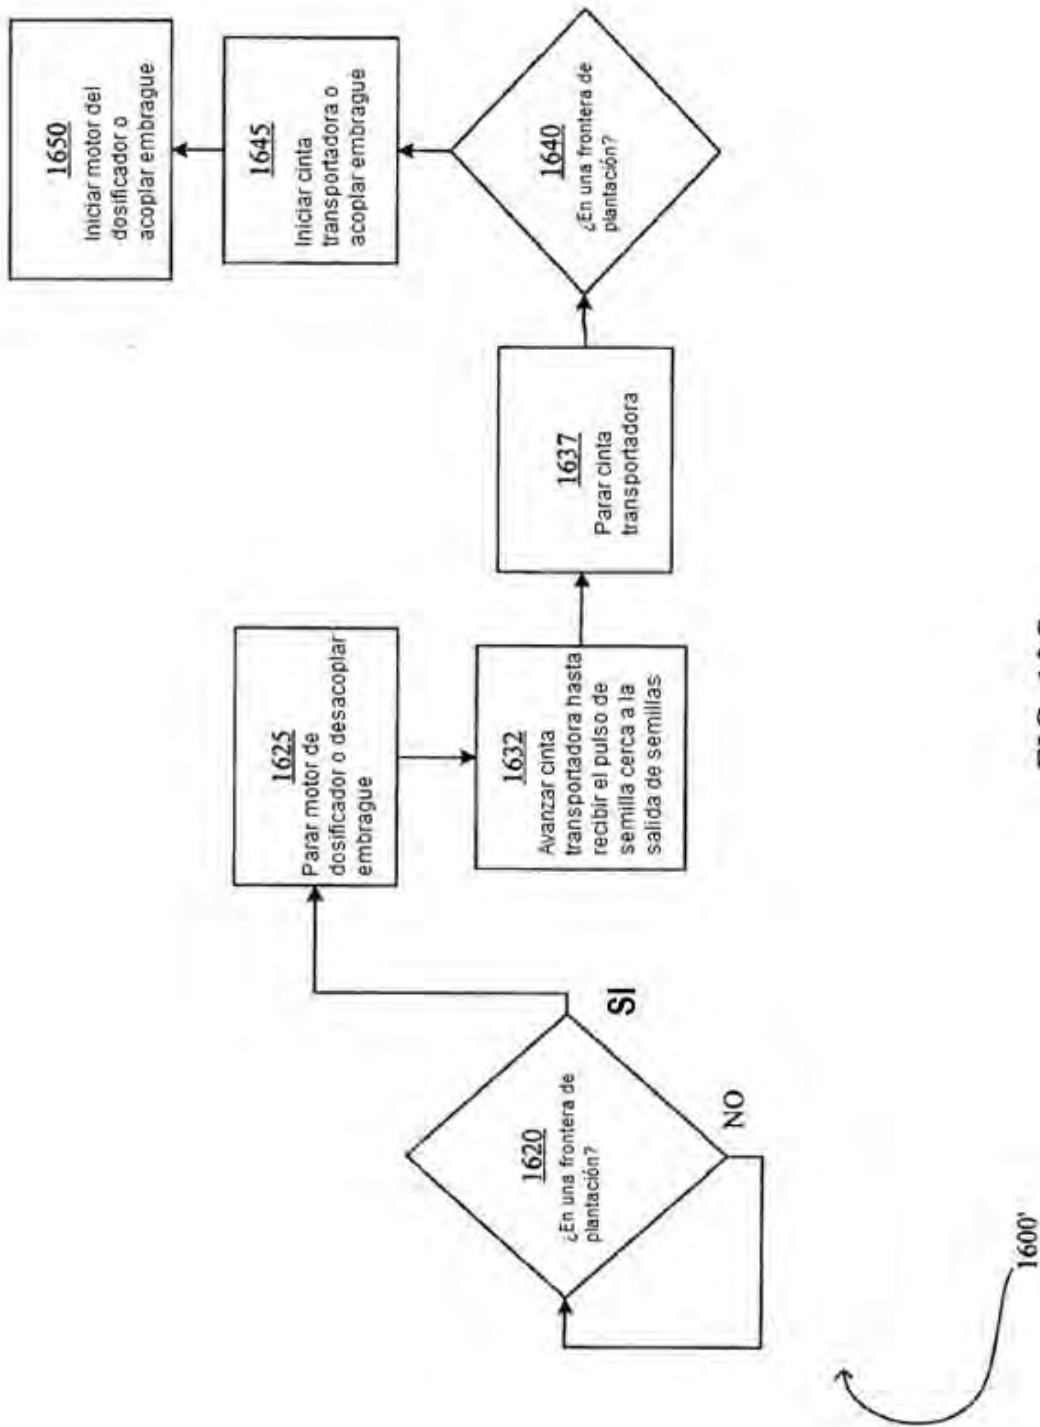 1620
¿En una frontera de
plantación?
NO
SI
1625
Parar motor de
dosificador o desacoplar
embrague
1632
Avanzar cinta
transportadora hasta
recibir el pulso de
semilla cerca a la
salida de semillas
1637
Parar cinta
transportadora
1640
¿En una frontera de
plantación?
1645
Iniciar cinta
transportadora o
acoplar embrague
1650
Iniciar motor del
dosificador o
acoplar embrague
1600'